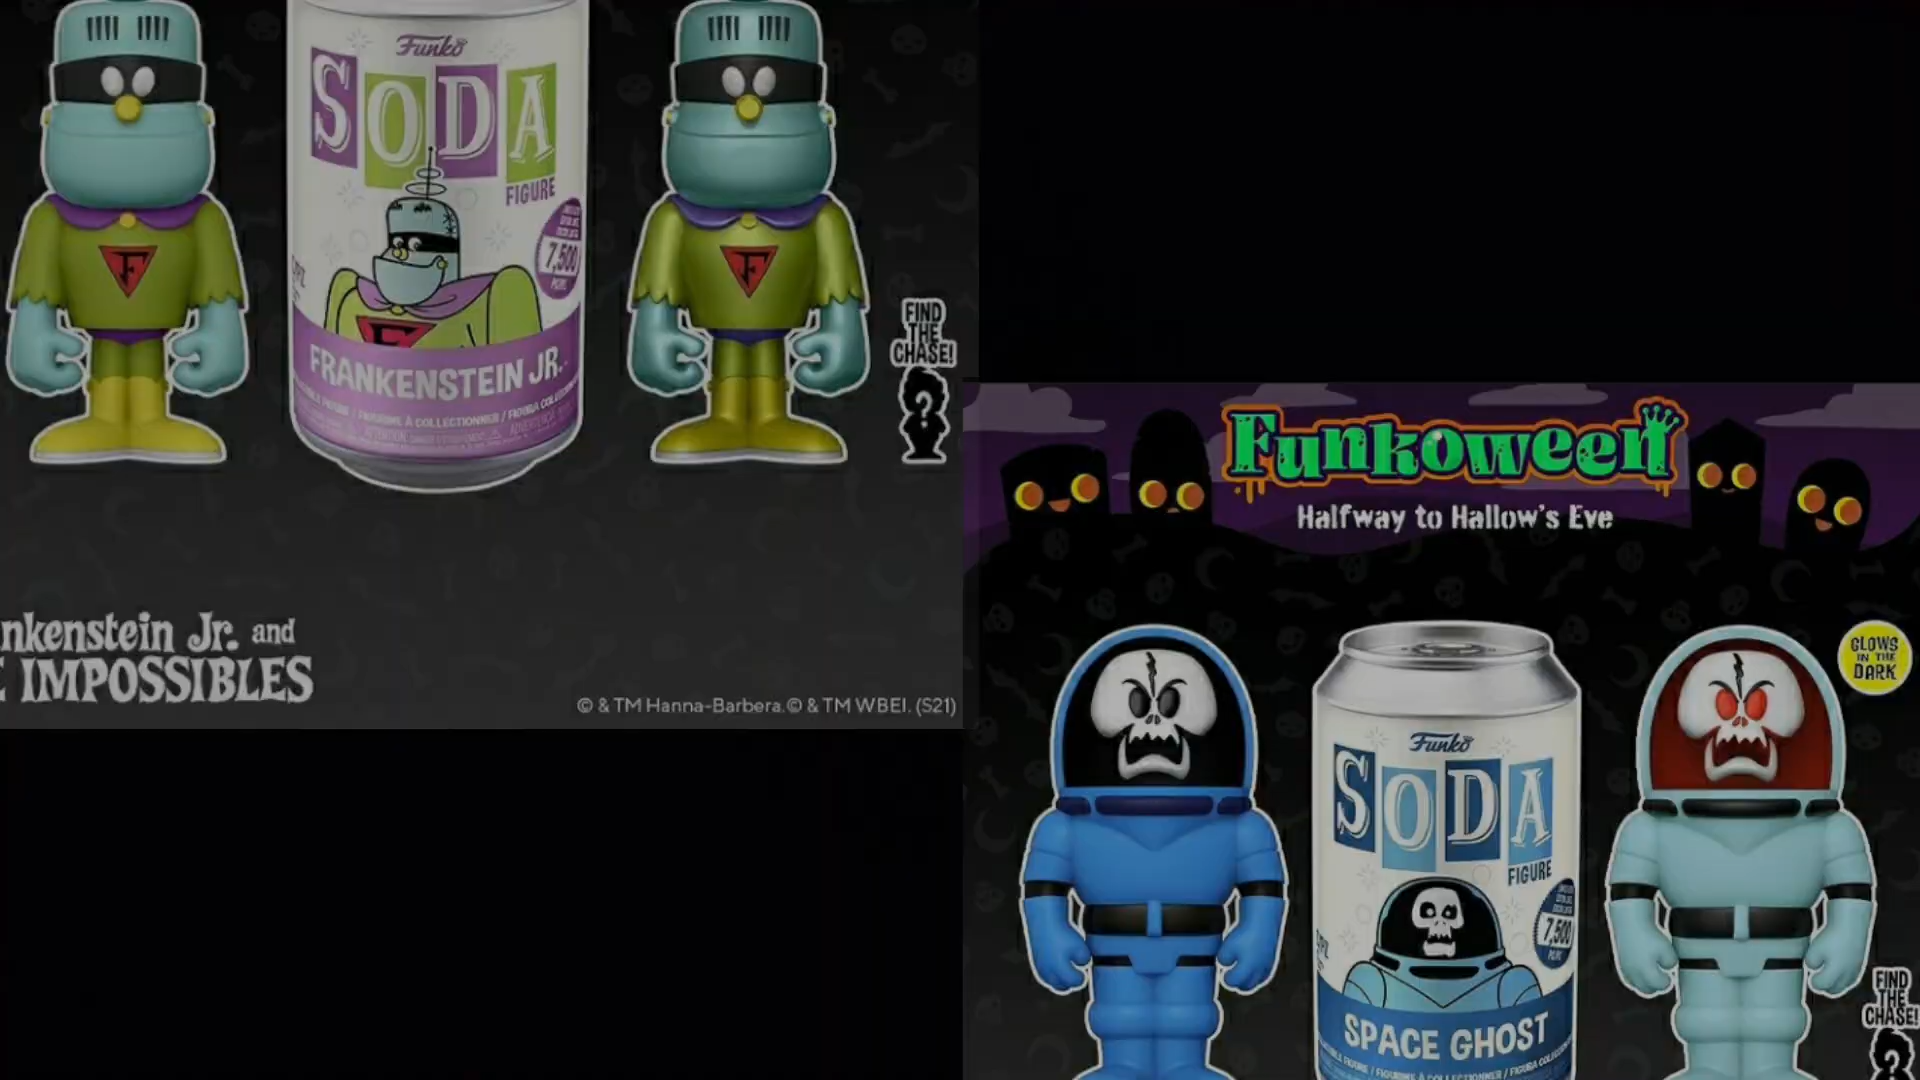 Funko
SODA
FIGURE
7,500
FRANKENSTEIN JR.
FIND
THE
CHASE!
?
nkenstein Jr. and
IMPOSSIBLES
© & TM Hanna-Barbera.© & TM WBEI. (S21)
Funkoween
Halfway to Hallow's Eve
GLOWS
IN THE
DARK
Funko
SODA
FIGURE
7,500
SPACE GHOST
FIND
THE
CHASE!
?